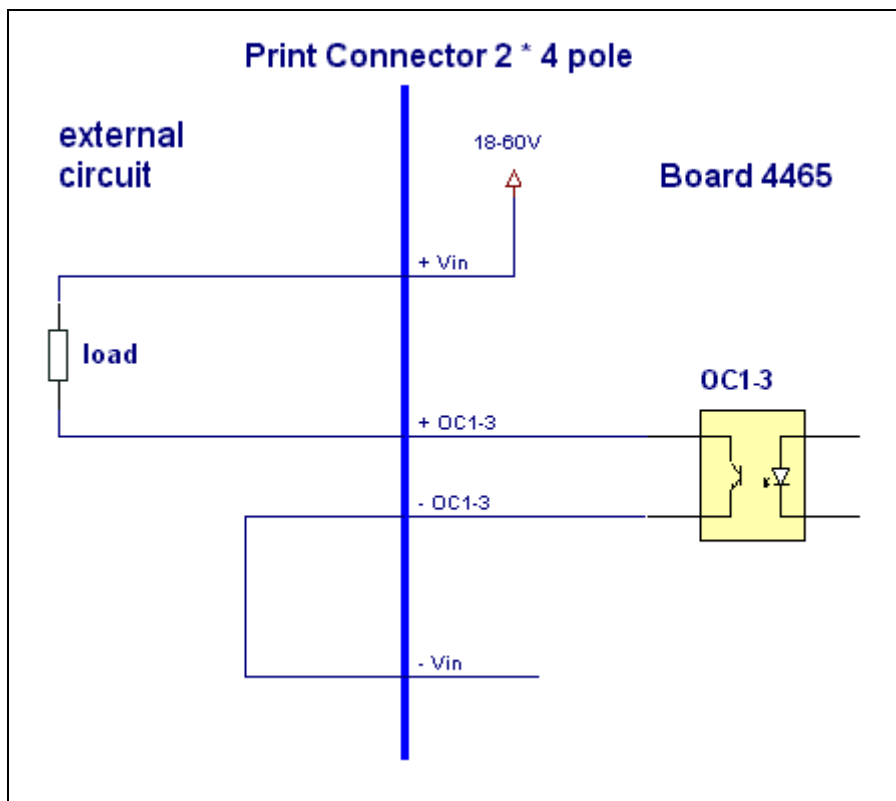 Print Connector 2 * 4 pole
external
circuit
18-60V
Board 4465
+ Vin
load
OC1-3
+ OC1-3
- OC1-3
- Vin